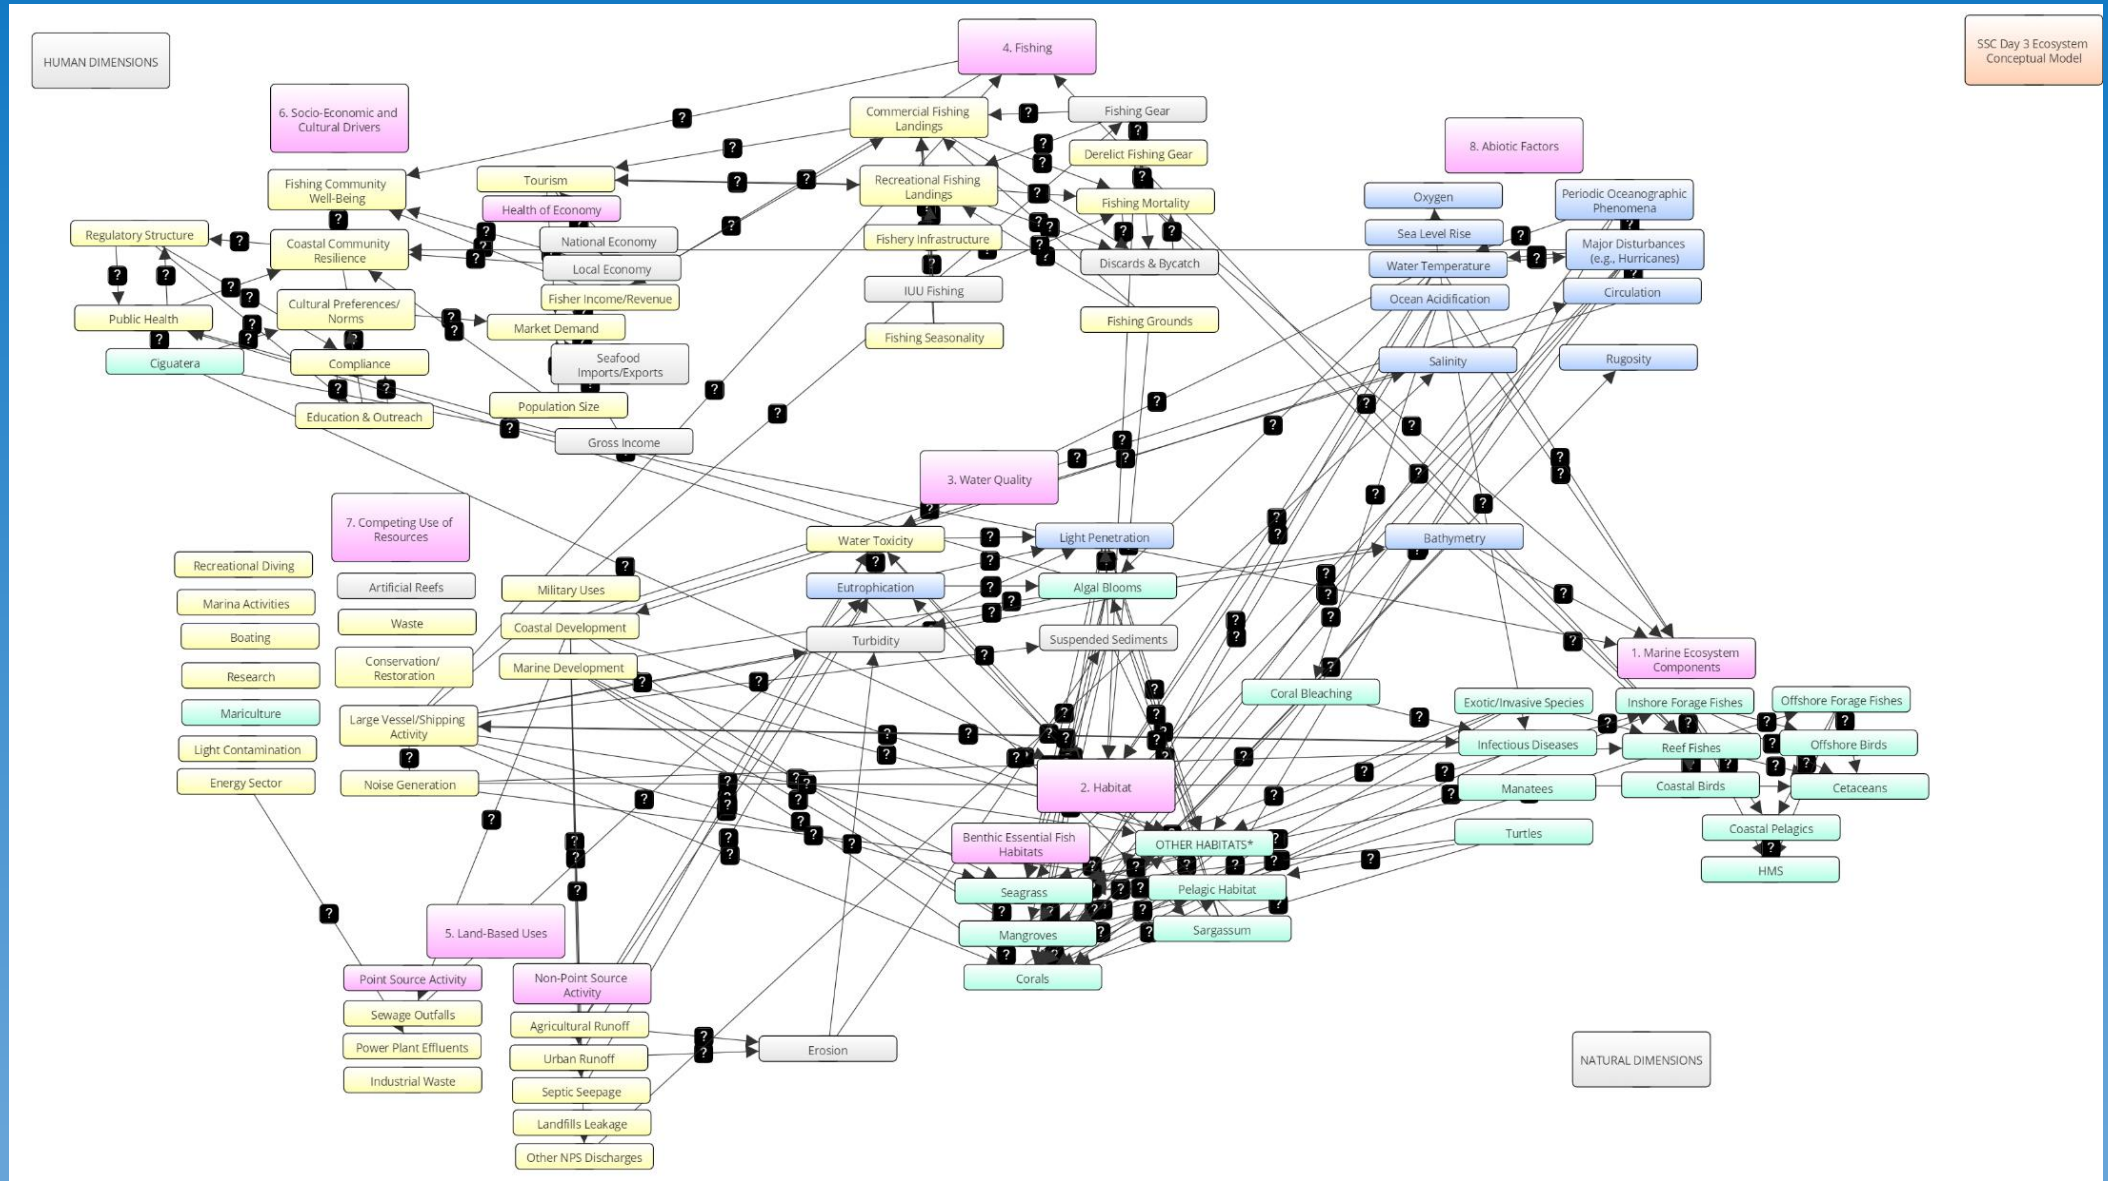 HUMAN DIMENSIONS
4. Fishing
SSC Day 3 Ecosystem
Conceptual Model
6. Socio-Economic and
Cultural Drivers
Fishing Community
Well-Being
Regulatory Structure
Coastal Community
Resilience
Public Health
Cultural Preferences/
Norms
Ciguatera
Compliance
Education & Outreach
Tourism
Health of Economy
National Economy
Local Economy
Fisher Income/Revenue
Market Demand
Seafood
Imports/Exports
Population Size
Gross Income
Commercial Fishing
Landings
Fishing Gear
Derelict Fishing Gear
Recreational Fishing
Landings
Fishing Mortality
Fishery Infrastructure
Discards & Bycatch
IUU Fishing
Fishing Grounds
Fishing Seasonality
8. Abiotic Factors
Oxygen
Periodic Oceanographic
Phenomena
Sea Level Rise
Major Disturbances
(e.g., Hurricanes)
Water Temperature
Ocean Acidification
Circulation
Salinity
Rugosity
Bathymetry
3. Water Quality
Water Toxicity
Light Penetration
Eutrophication
Algal Blooms
Turbidity
Suspended Sediments
7. Competing Use of
Resources
Recreational Diving
Artificial Reefs
Military Uses
Marina Activities
Waste
Coastal Development
Boating
Conservation/
Restoration
Marine Development
Research
Mariculture
Large Vessel/Shipping
Activity
Light Contamination
Energy Sector
Noise Generation
1. Marine Ecosystem
Components
Coral Bleaching
Exotic/Invasive Species
Inshore Forage Fishes
Offshore Forage Fishes
Infectious Diseases
Reef Fishes
Offshore Birds
Manatees
Coastal Birds
Cetaceans
Turtles
Coastal Pelagics
HMS
2. Habitat
Benthic Essential Fish
Habitats
OTHER HABITATS*
Seagrass
Pelagic Habitat
Mangroves
Sargassum
Corals
5. Land-Based Uses
Point Source Activity
Non-Point Source
Activity
Sewage Outfalls
Agricultural Runoff
Power Plant Effluents
Urban Runoff
Erosion
Industrial Waste
Septic Seepage
Landfills Leakage
Other NPS Discharges
NATURAL DIMENSIONS